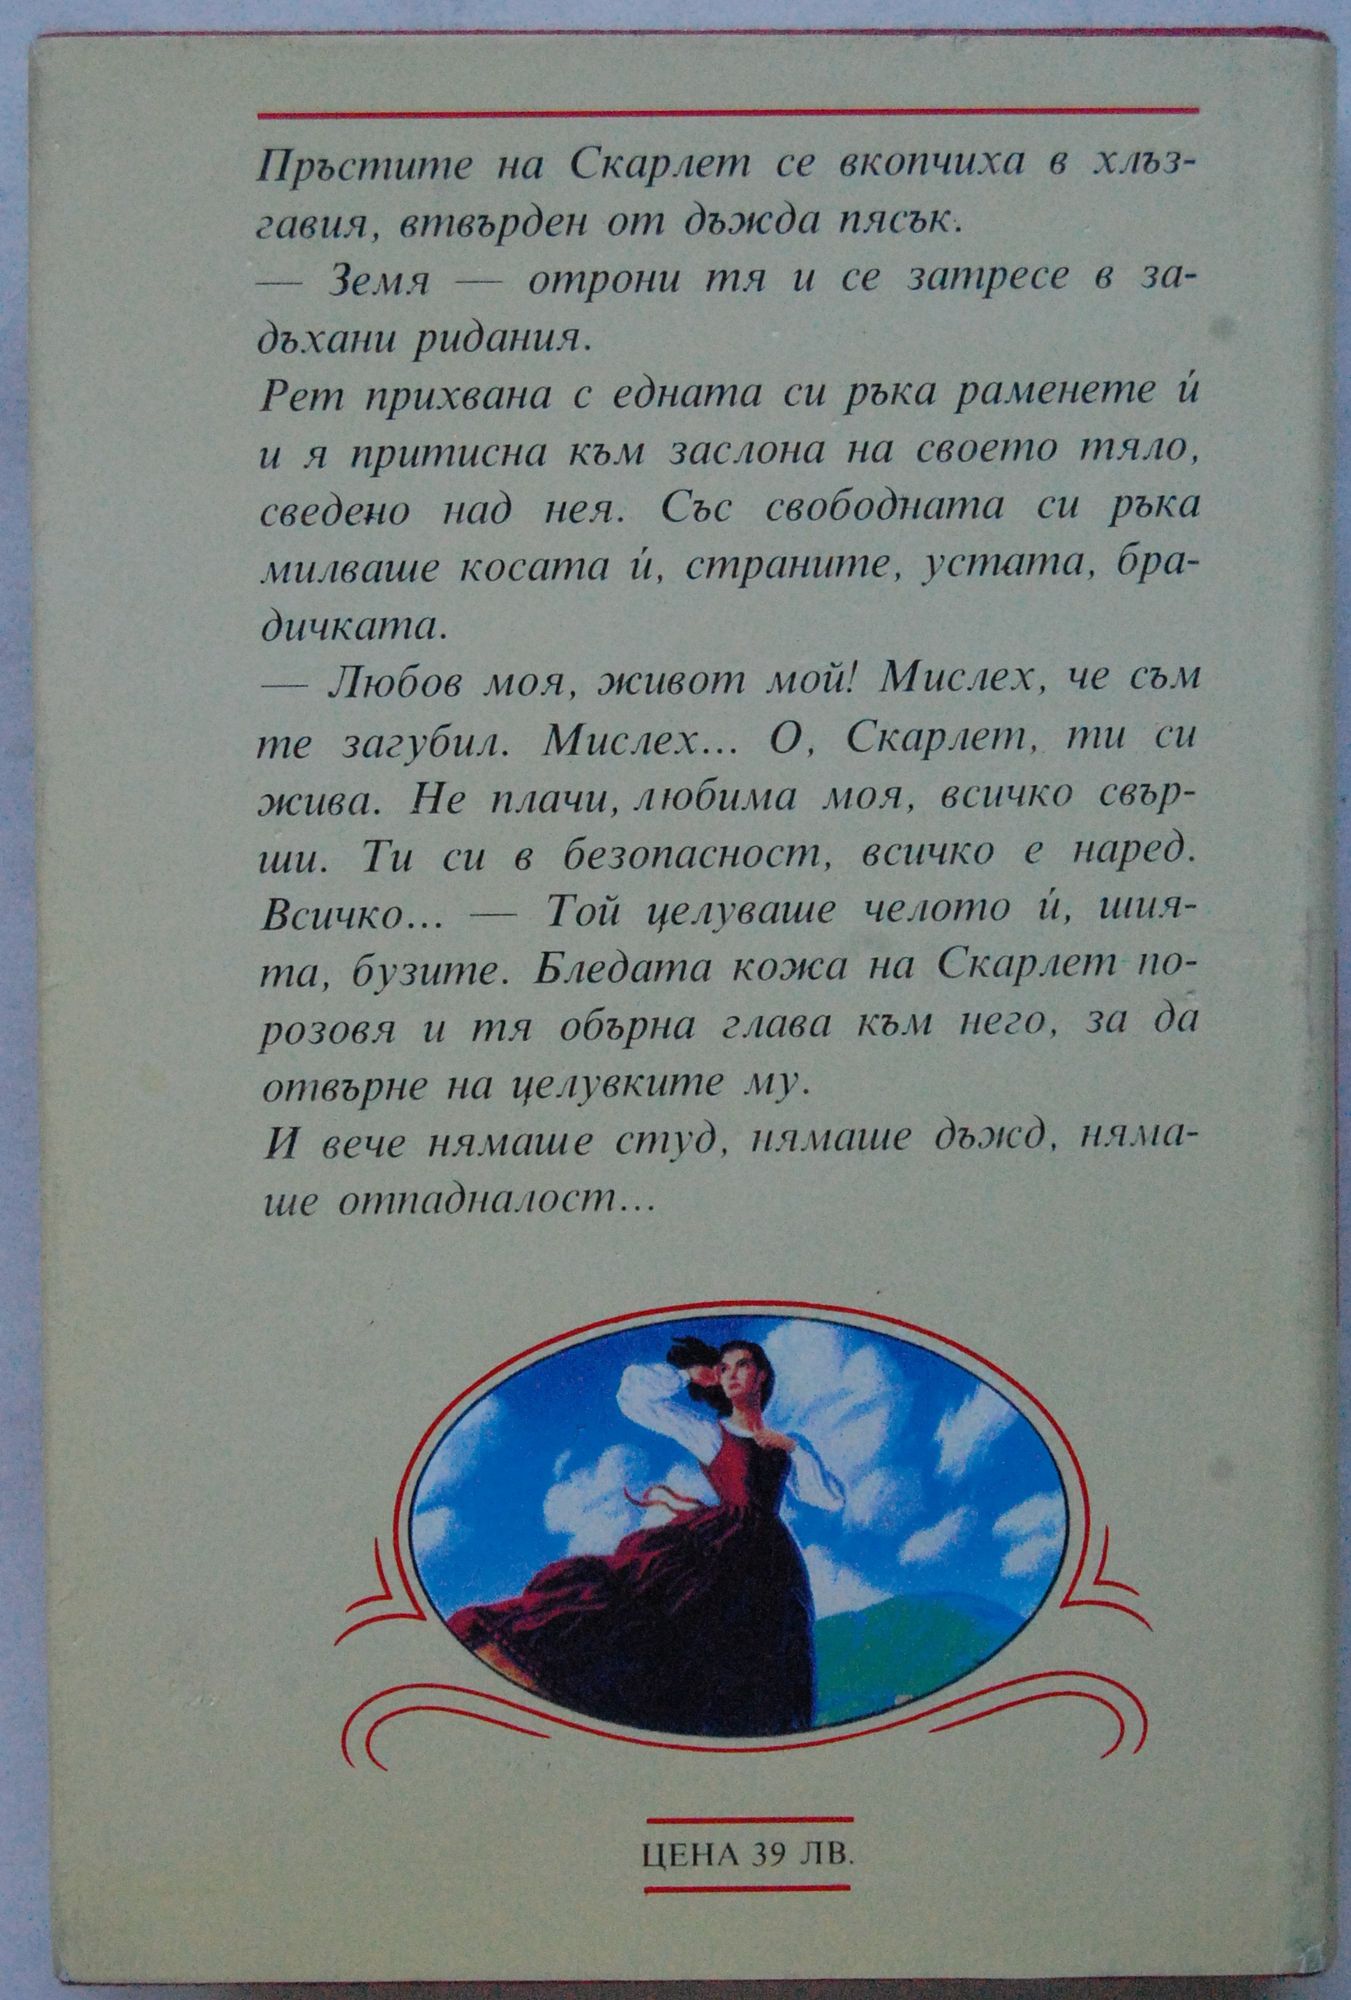 Пръстите на Скарлет се вкопчиха в хлъз-
гавия, втвърден от дъжда пясък.
— Земя — отрони тя и се затресе в за-
дъхани ридания.
Рет прихвана с едната си ръка раменете ѝ
и я притисна към заслона на своето тяло,
сведено над нея. Със свободната си ръка
милваше косата ѝ, страните, устата, бра-
дичката.
— Любов моя, живот мой! Мислех, че съм
те загубил. Мислех... О, Скарлет, ти си
жива. Не плачи, любима моя, всичко свър-
ши. Ти си в безопасност, всичко е наред.
Всичко... — Той целуваше челото ѝ, шия-
та, бузите. Бледата кожа на Скарлет по-
розовя и тя обърна глава към него, за да
отвърне на целувките му.
И вече нямаше студ, нямаше дъжд, няма-
ше отпадналост...
ЦЕНА 39 ЛВ.